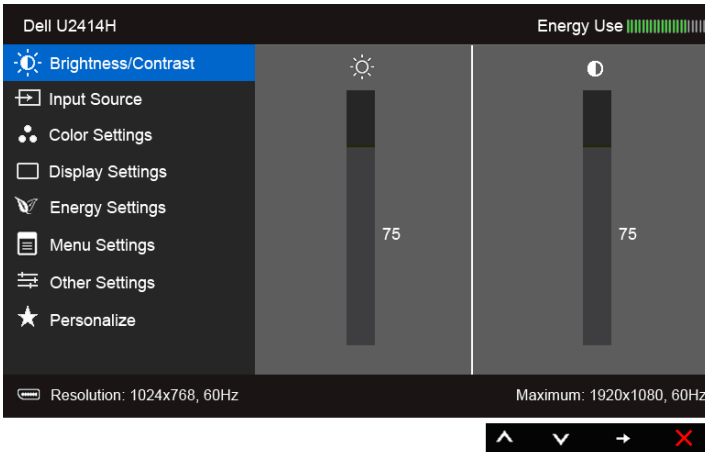 Dell U2414H
Energy Use
Brightness/Contrast
Input Source
Color Settings
Display Settings
Energy Settings
Menu Settings
Other Settings
Personalize
75
75
Resolution: 1024x768, 60Hz
Maximum: 1920x1080, 60Hz